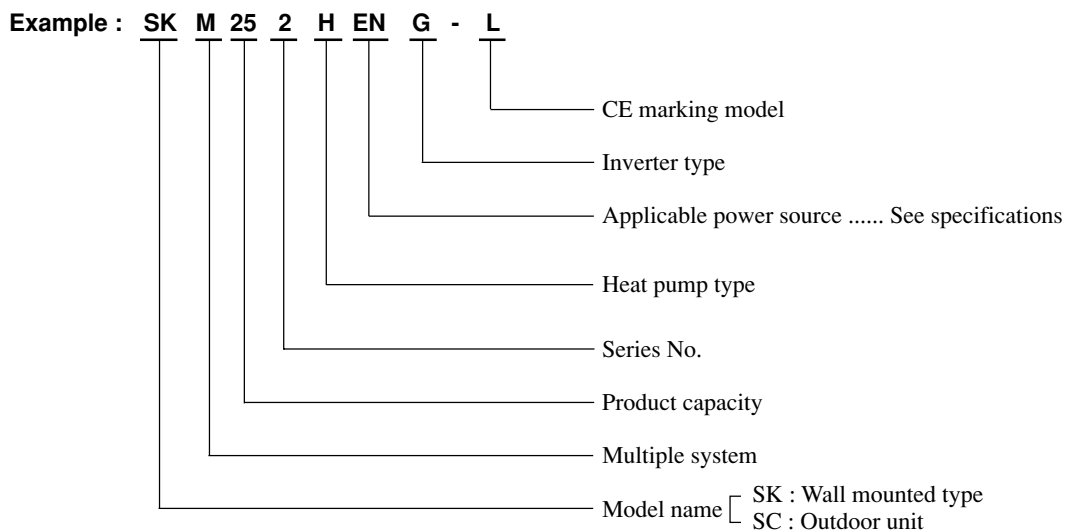 Example : SK M 25 2 H EN G - L
CE marking model
Inverter type
Applicable power source ...... See specifications
Heat pump type
Series No.
Product capacity
Multiple system
Model name SK : Wall mounted type
SC : Outdoor unit